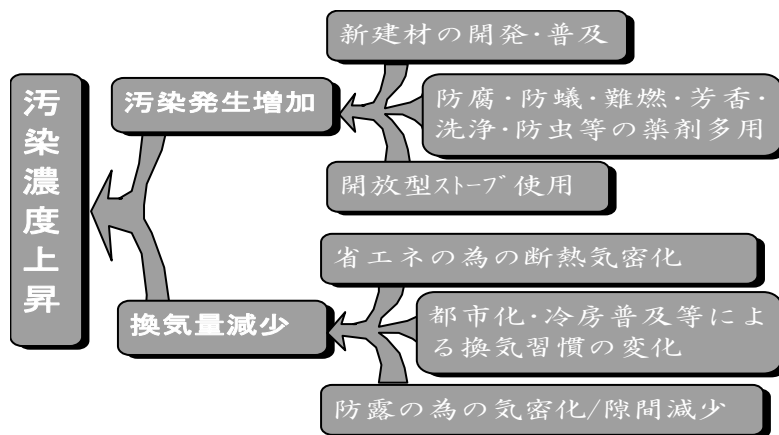 汚染濃度上昇
汚染発生増加
新建材の開発･普及
防腐･防蟻･難燃･芳香･
洗浄･防虫等の薬剤多用
開放型ｽﾄｰﾌﾞ使用
換気量減少
省エネの為の断熱気密化
都市化･冷房普及等によ
る換気習慣の変化
防露の為の気密化/隙間減少